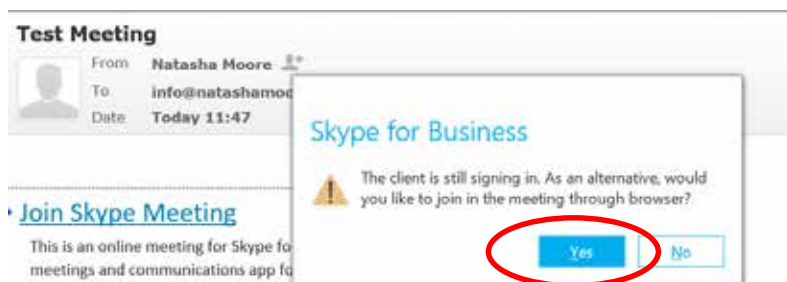 Test Meeting
From Natasha Moore
To info@natashamoo
Date Today 11:47
Skype for Business
The client is still signing in. As an alternative, would
you like to join in the meeting through browser?
Join Skype Meeting
This is an online meeting for Skype fo
meetings and communications app fo
Yes No